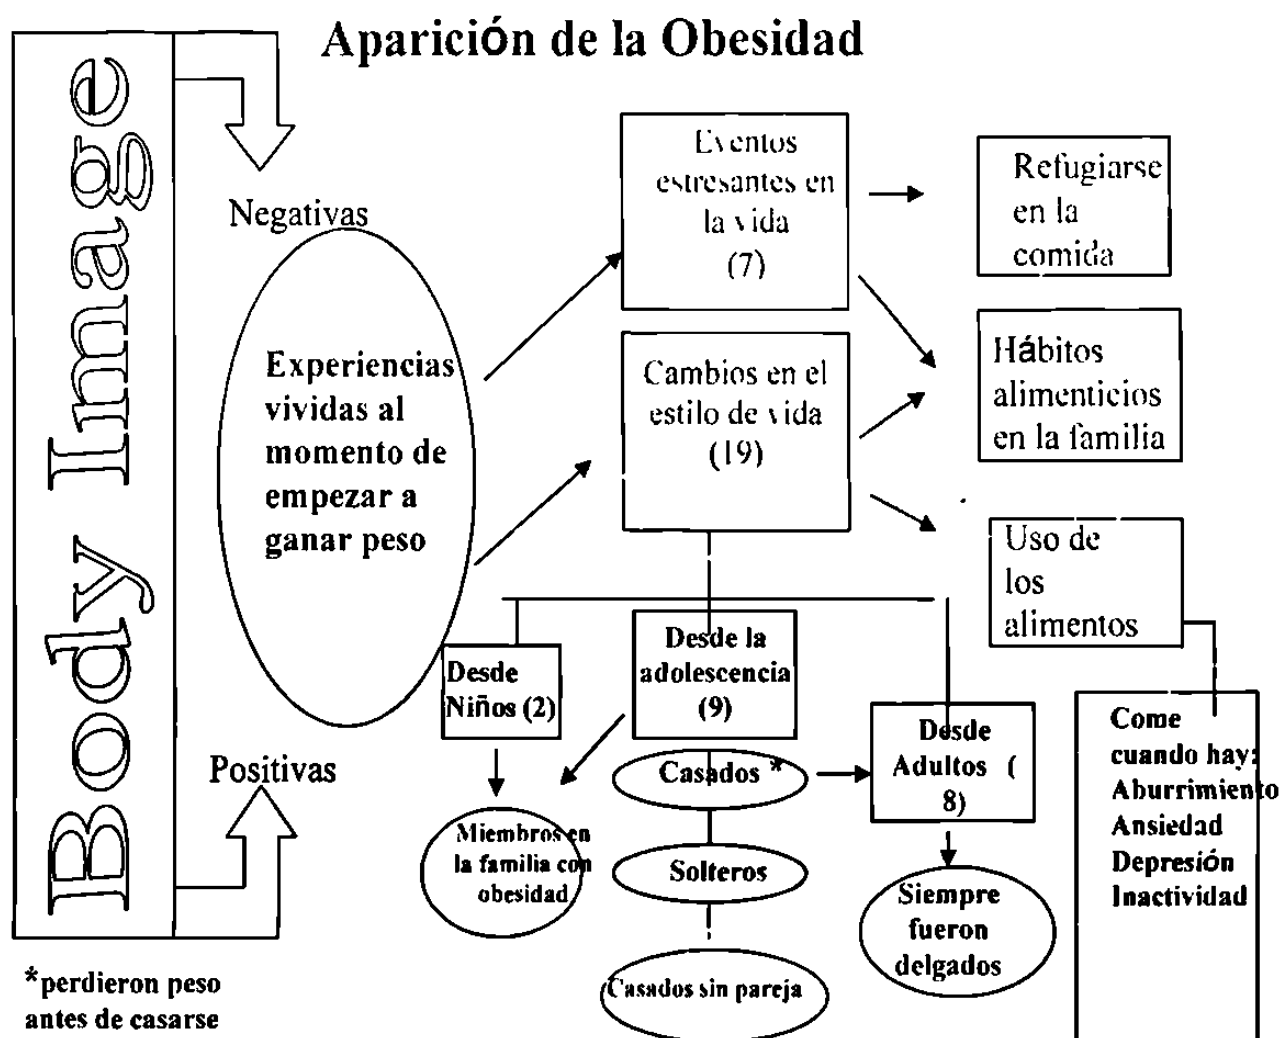 Aparición de la Obesidad
Body Image
Negativas
Experiencias
vividas al
momento de
empezar a
ganar peso
Positivas
Eventos
estresantes en
la vida
(7)
Cambios en el
estilo de vida
(19)
Refugiarse
en la
comida
Hábitos
alimenticios
en la familia
Uso de
los
alimentos
Desde
Niños (2)
Desde la
adolescencia
(9)
Desde
Adultos (
8)
Casados *
Solteros
Casados sin pareja
Miembros en
la familia con
obesidad
Siempre
fueron
delgados
Come
cuando hay:
Aburrimiento
Ansiedad
Depresión
Inactividad
*perdieron peso
antes de casarse